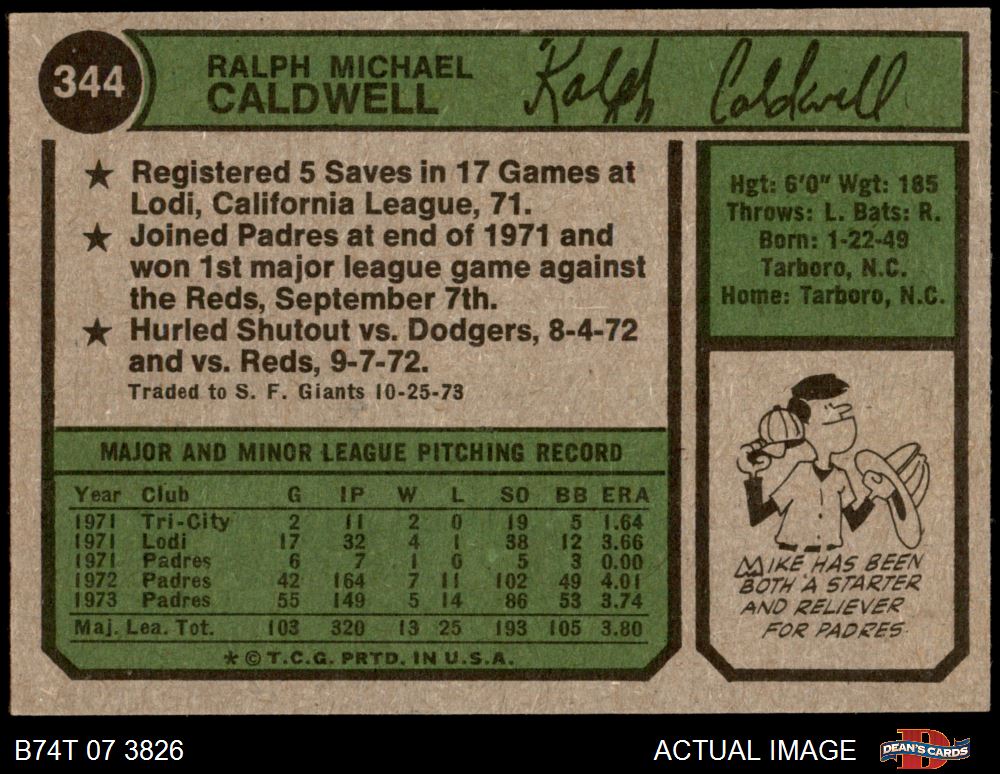 344
RALPH MICHAEL
CALDWELL
Ralph Caldwell
★ Registered 5 Saves in 17 Games at
Lodi, California League, 71.
★ Joined Padres at end of 1971 and
won 1st major league game against
the Reds, September 7th.
★ Hurled Shutout vs. Dodgers, 8-4-72
and vs. Reds, 9-7-72.
Traded to S. F. Giants 10-25-73
MAJOR AND MINOR LEAGUE PITCHING RECORD
Year Club G IP W L SO BB ERA
1971 Tri-City 2 11 2 0 19 5 1.64
1971 Lodi 17 32 4 1 38 12 3.66
1971 Padres 6 7 1 0 5 3 0.00
1972 Padres 42 164 7 11 102 49 4.01
1973 Padres 55 149 5 14 86 53 3.74
Maj. Lea. Tot. 103 320 13 25 193 105 3.80
* © T.C.G. PRTD. IN U.S.A.
Hgt: 6'0" Wgt: 185
Throws: L. Bats: R.
Born: 1-22-49
Tarboro, N.C.
Home: Tarboro, N.C.
MIKE HAS BEEN
BOTH A STARTER
AND RELIEVER
FOR PADRES.
B74T 07 3826
ACTUAL IMAGE
DEAN'S CARDS